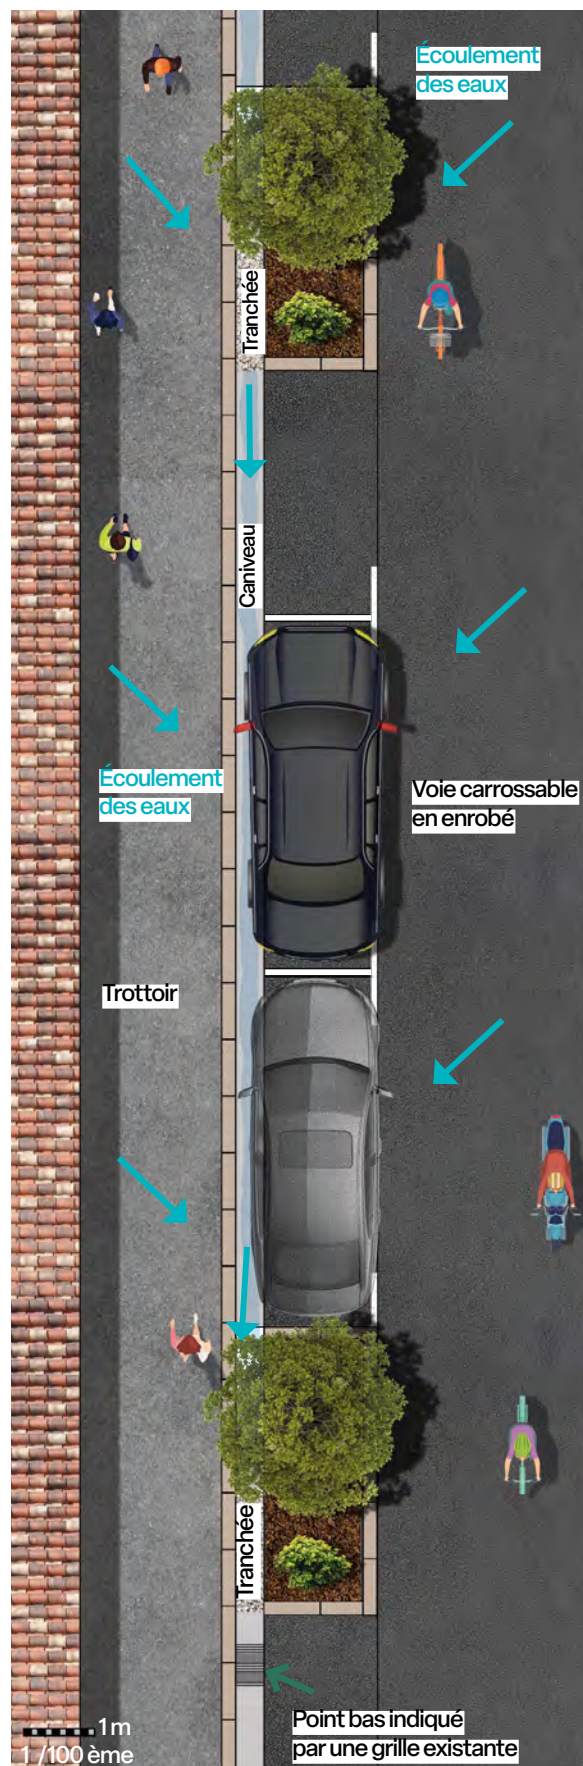 Écoulement
des eaux
Tranchée
Caniveau
Écoulement
des eaux
Voie carrossable
en enrobé
Trottoir
Tranchée
Point bas indiqué
par une grille existante
1m
1 /100 ème